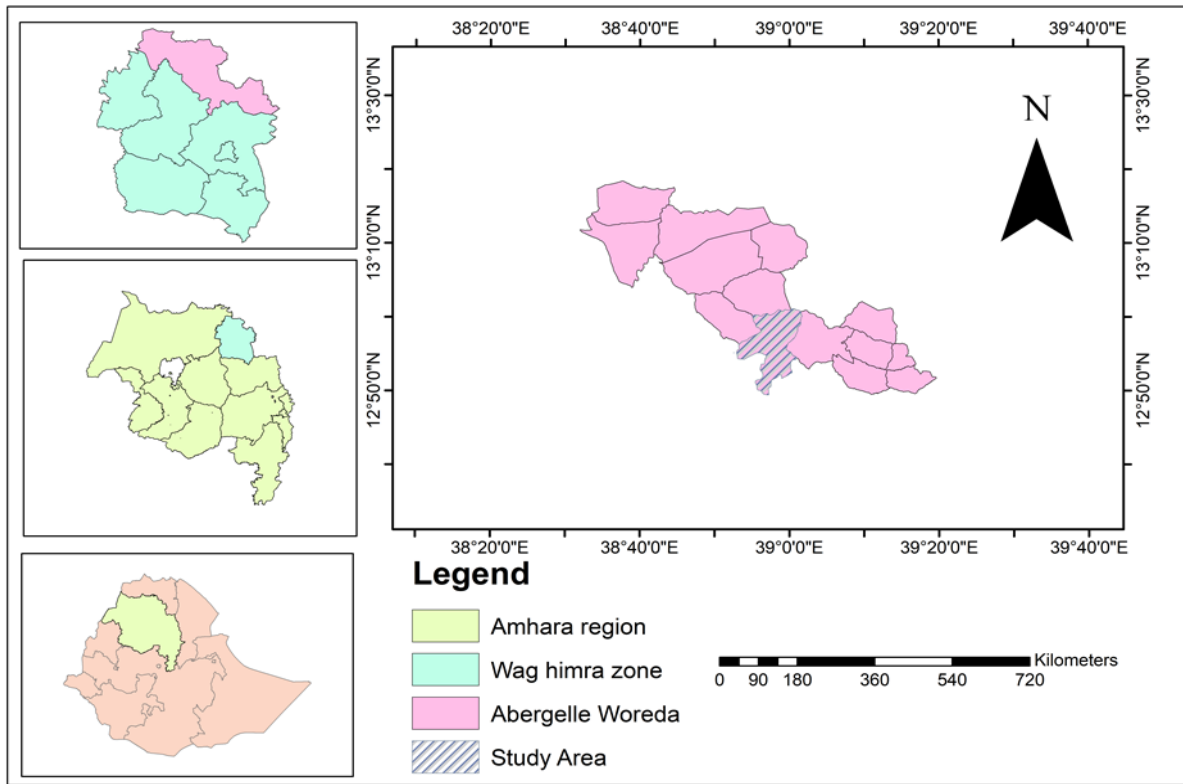 38°20'0"E 38°40'0"E 39°0'0"E 39°20'0"E 39°40'0"E
13°30'0"N 13°30'0"N
N
13°10'0"N 13°10'0"N
12°50'0"N 12°50'0"N
38°20'0"E 38°40'0"E 39°0'0"E 39°20'0"E 39°40'0"E
Legend
Amhara region
Wag himra zone
Abergelle Woreda
Study Area
Kilometers
0 90 180 360 540 720